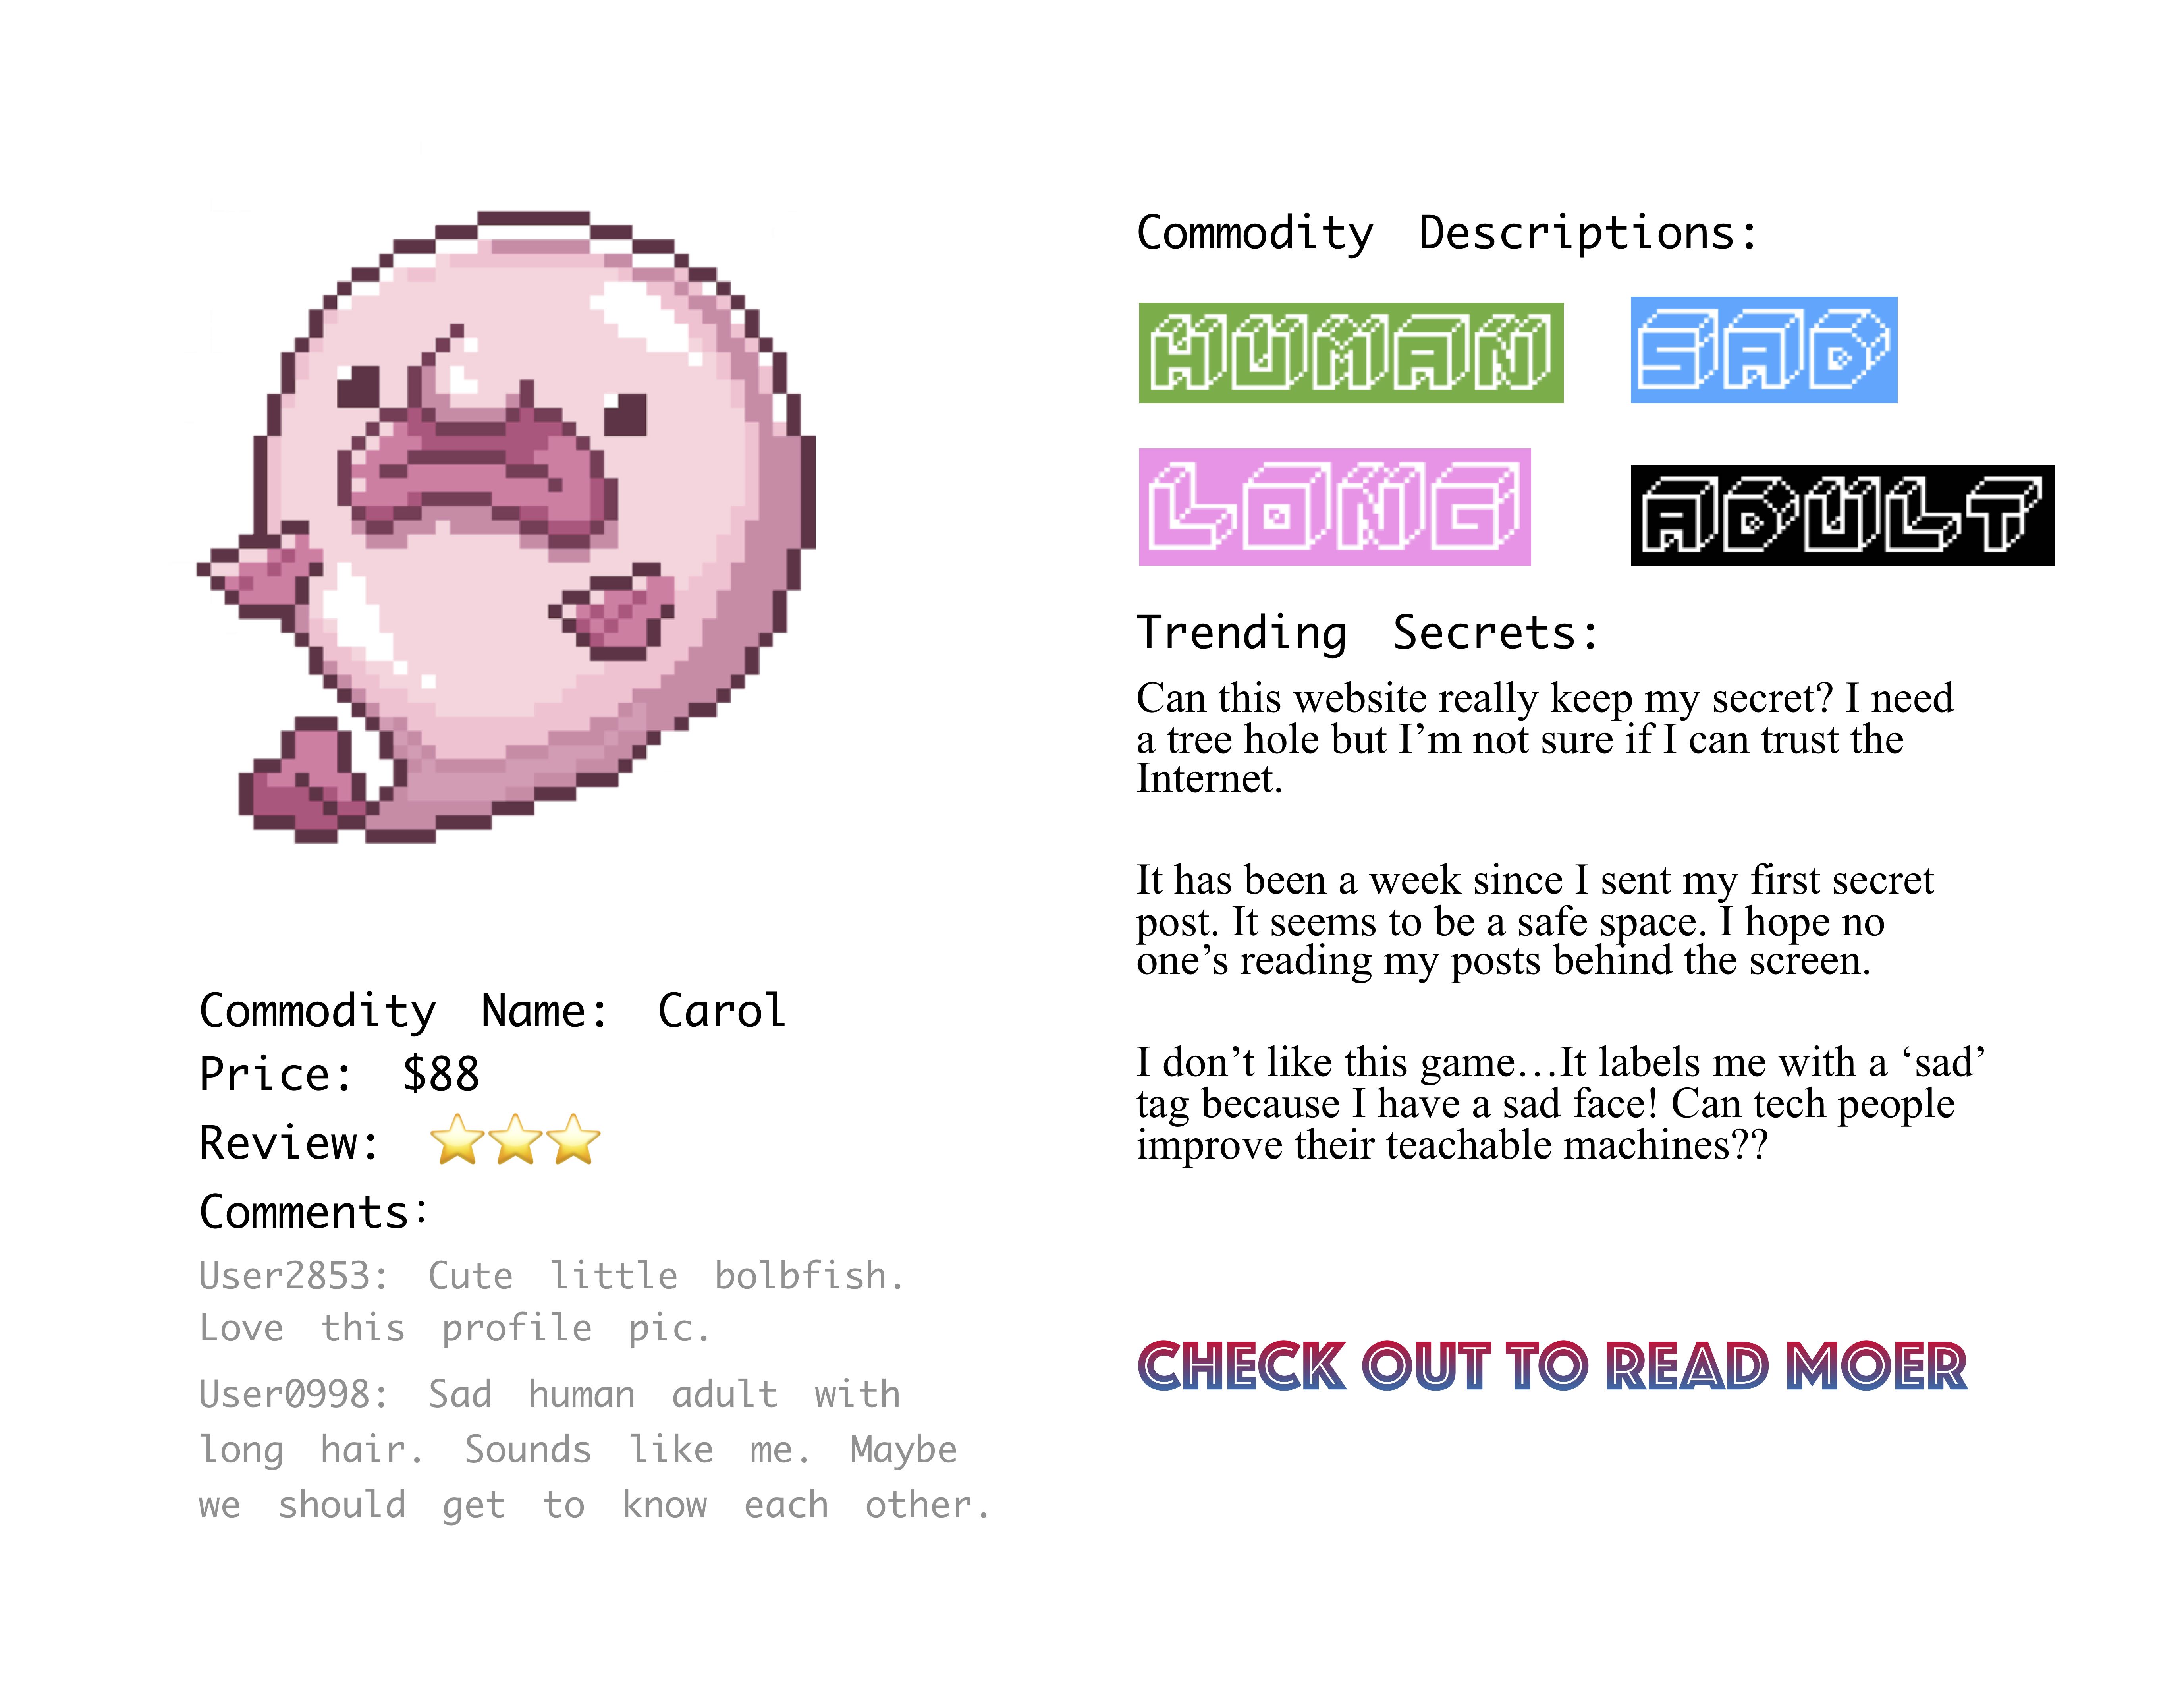 Commodity Name: Carol
Price: $88
Review: ⭐⭐⭐
Comments:
User2853: Cute little bolbfish.
Love this profile pic.
User0998: Sad human adult with
long hair. Sounds like me. Maybe
we should get to know each other.
Commodity Descriptions:
HUMAN SAD
LONG ADULT
Trending Secrets:
Can this website really keep my secret? I need
a tree hole but I’m not sure if I can trust the
Internet.
It has been a week since I sent my first secret
post. It seems to be a safe space. I hope no
one’s reading my posts behind the screen.
I don’t like this game…It labels me with a ‘sad’
tag because I have a sad face! Can tech people
improve their teachable machines??
CHECK OUT TO READ MOER